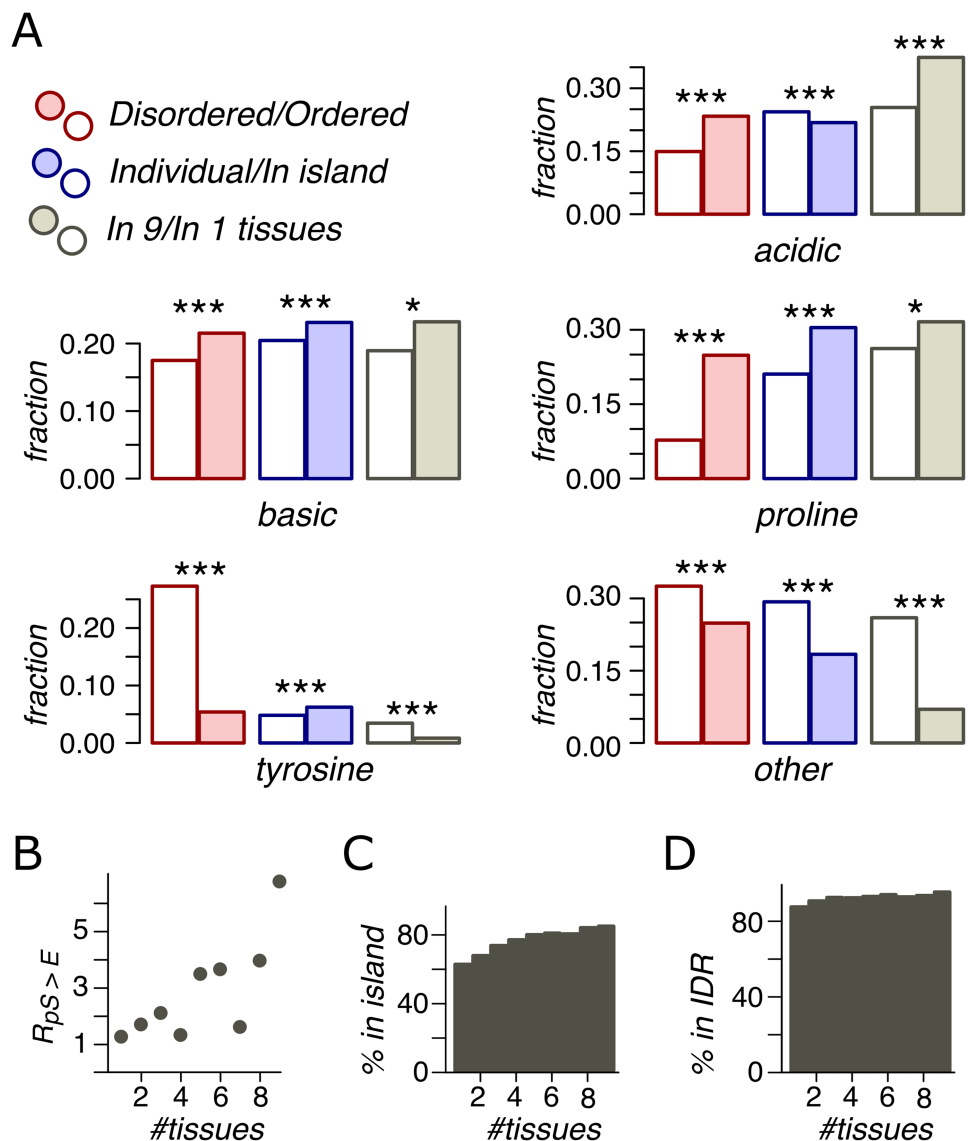 A
Disordered/Ordered
Individual/In island
In 9/In 1 tissues
fraction
0.30
0.15
0.00
*** *** ***
acidic
fraction
0.20
0.10
0.00
*** *** *
basic
fraction
0.30
0.15
0.00
*** *** *
proline
fraction
0.20
0.10
0.00
*** *** ***
tyrosine
fraction
0.30
0.15
0.00
*** *** ***
other
B
RpS > E
5
3
1
2 4 6 8
#tissues
C
% in island
80
40
0
2 4 6 8
#tissues
D
% in IDR
80
40
0
2 4 6 8
#tissues